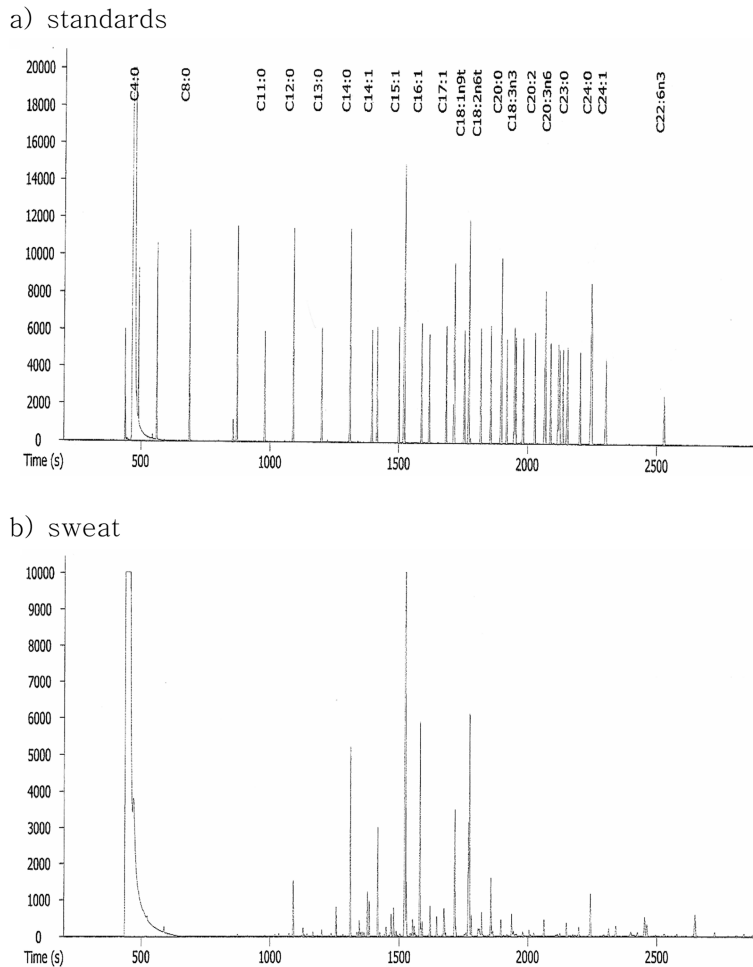 a) standards
C4:0
C8:0
C11:0
C12:0
C13:0
C14:0
C14:1
C15:1
C16:1
C17:1
C18:1n9t
C18:2n6t
C20:0
C18:3n3
C20:2
C20:3n6
C23:0
C24:0
C24:1
C22:6n3
20000
18000
16000
14000
12000
10000
8000
6000
4000
2000
0
Time (s) 500 1000 1500 2000 2500
b) sweat
10000
9000
8000
7000
6000
5000
4000
3000
2000
1000
0
Time (s) 500 1000 1500 2000 2500